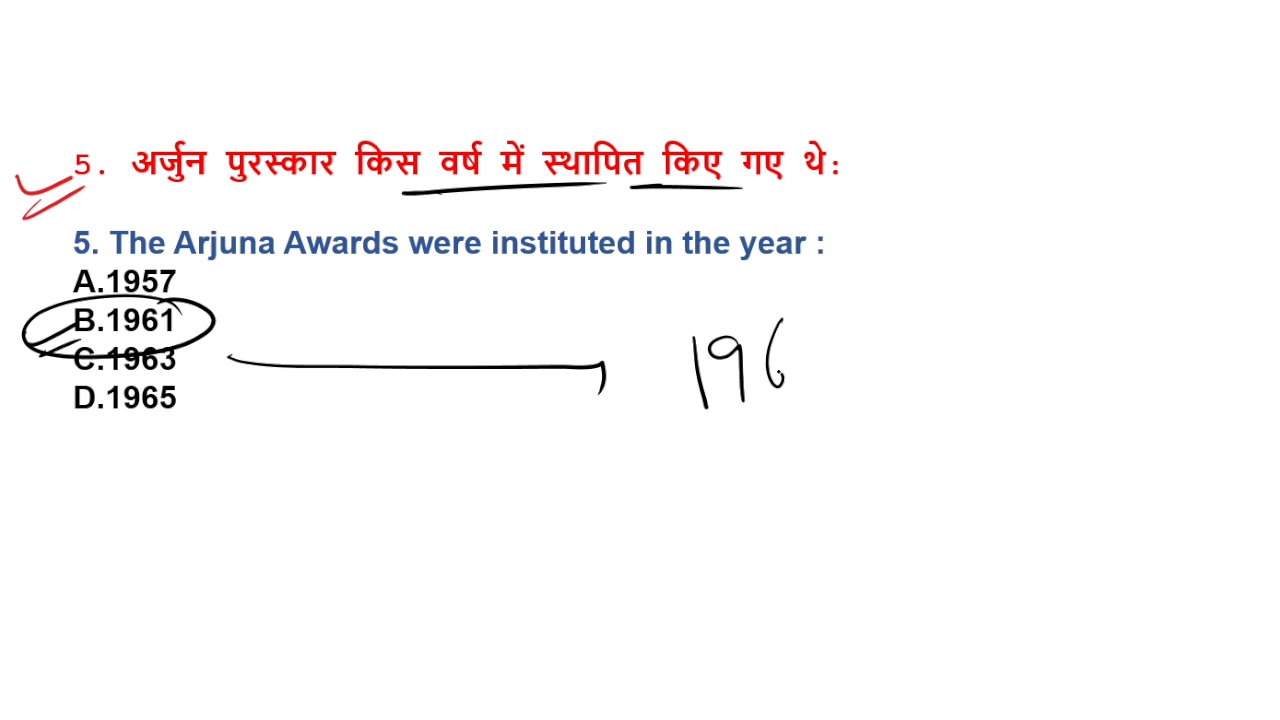 5. अर्जुन पुरस्कार किस वर्ष में स्थापित किए गए थे:
5. The Arjuna Awards were instituted in the year :
A.1957
B.1961
C.1963
D.1965
196